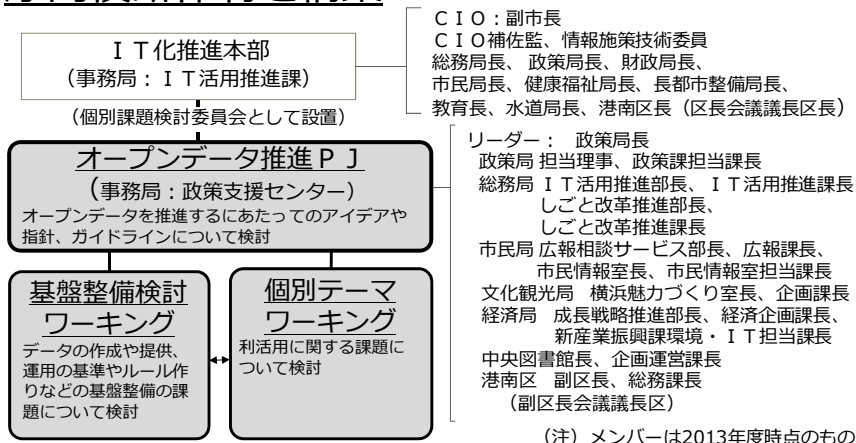 ＩＴ化推進本部
（事務局：ＩＴ活用推進課）
（個別課題検討委員会として設置）
オープンデータ推進ＰＪ
（事務局：政策支援センター）
オープンデータを推進するにあたってのアイデアや
指針、ガイドラインについて検討
基盤整備検討
ワーキング
データの作成や提供、
運用の基準やルール作
りなどの基盤整備の課
題について検討
個別テーマ
ワーキング
利活用に関する課題に
ついて検討
ＣＩＯ：副市長
ＣＩＯ補佐監、情報施策技術委員
総務局長、政策局長、財政局長、
市民局長、健康福祉局長、長都市整備局長、
教育長、水道局長、港南区長（区長会議議長区長）
リーダー：　政策局長
政策局 担当理事、政策課担当課長
総務局 ＩＴ活用推進部長、ＩＴ活用推進課長
しごと改革推進部長、
しごと改革推進課長
市民局 広報相談サービス部長、広報課長、
市民情報室長、市民情報室担当課長
文化観光局　横浜魅力づくり室長、企画課長
経済局　成長戦略推進部長、経済企画課長、
新産業振興課環境・ＩＴ担当課長
中央図書館長、企画運営課長
港南区　副区長、総務課長
（副区長会議議長区）
（注）メンバーは2013年度時点のもの